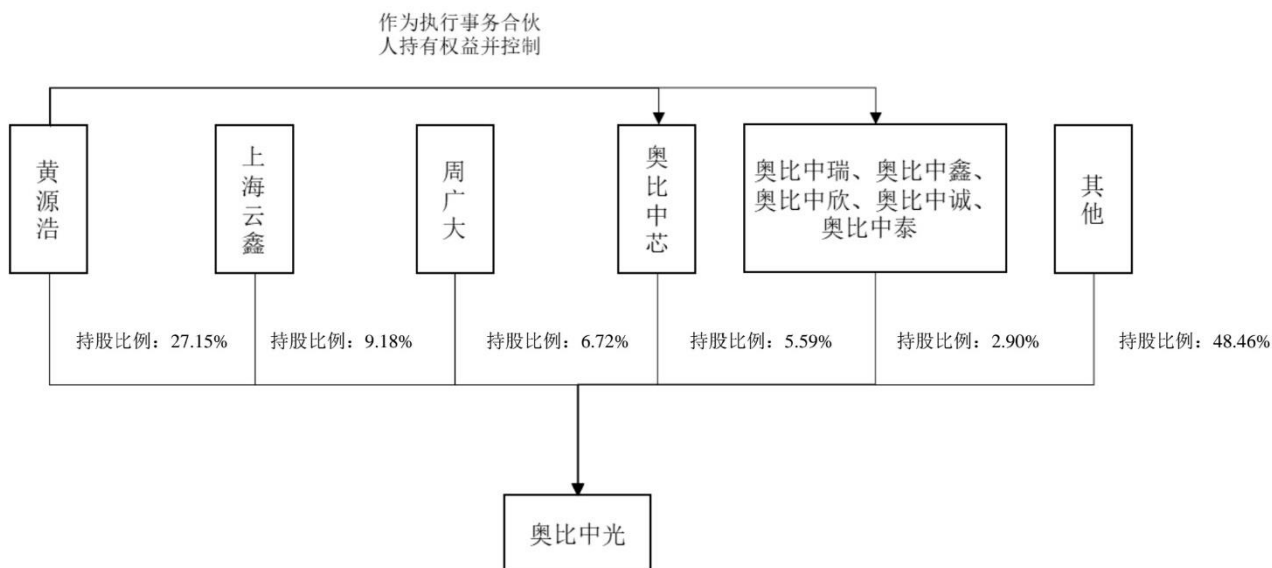 作为执行事务合伙
人持有权益并控制
黄源浩
上海云鑫
周广大
奥比中芯
奥比中瑞、奥比中鑫、
奥比中欣、奥比中诚、
奥比中泰
其他
持股比例：27.15%
持股比例：9.18%
持股比例：6.72%
持股比例：5.59%
持股比例：2.90%
持股比例：48.46%
奥比中光